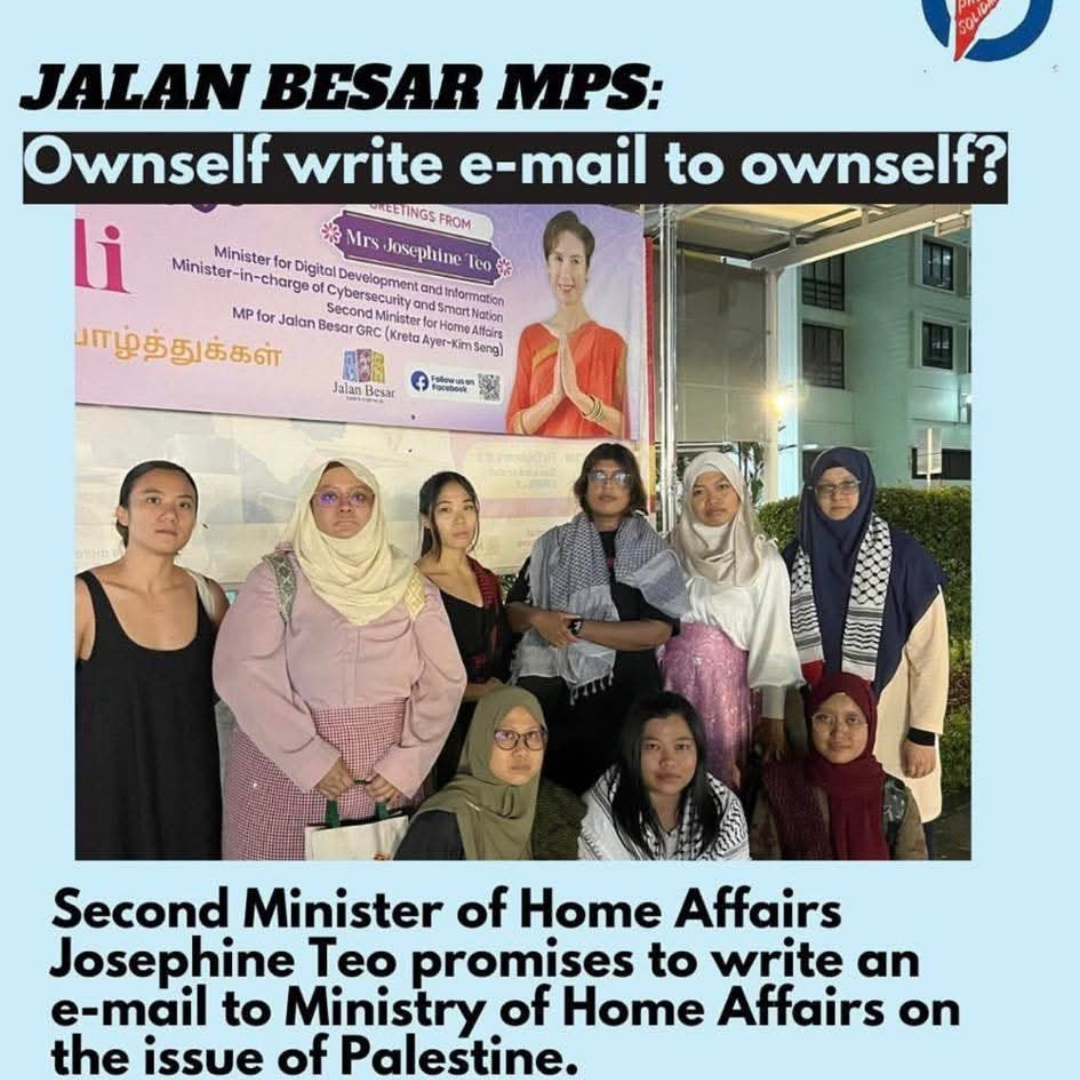 SOLIDA
JALAN BESAR MPS:
Ownself write e-mail to ownself?
GREETINGS FROM
Mrs Josephine Teo
li
Minister for Digital Development and Information
Minister-in-charge of Cybersecurity and Smart Nation
Second Minister for Home Affairs
MP for Jalan Besar GRC (Kreta Ayer-Kim Seng)
வாழ்த்துக்கள்
Jalan Besar
Follow us on
Facebook
Second Minister of Home Affairs
Josephine Teo promises to write an
e-mail to Ministry of Home Affairs on
the issue of Palestine.